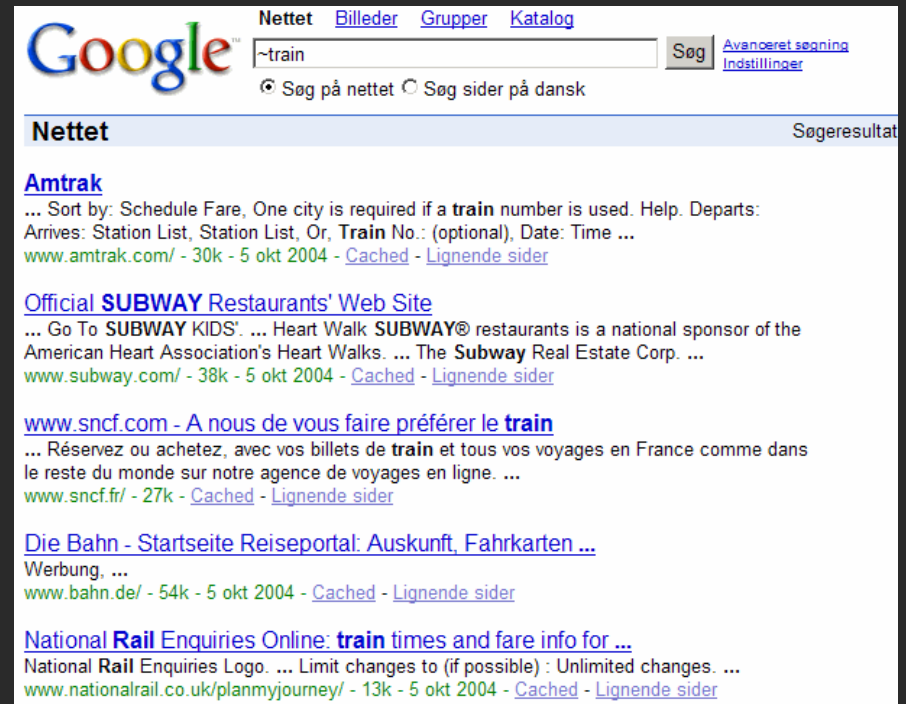 Nettet Billeder Grupper Katalog
Google™
~train Søg Avanceret søgning
Indstillinger
Søg på nettet Søg sider på dansk
Nettet Søgeresultat
Amtrak
... Sort by: Schedule Fare, One city is required if a train number is used. Help. Departs:
Arrives: Station List, Station List, Or, Train No.: (optional), Date: Time ...
www.amtrak.com/ - 30k - 5 okt 2004 - Cached - Lignende sider
Official SUBWAY Restaurants' Web Site
... Go To SUBWAY KIDS'. ... Heart Walk SUBWAY® restaurants is a national sponsor of the
American Heart Association's Heart Walks. ... The Subway Real Estate Corp. ...
www.subway.com/ - 38k - 5 okt 2004 - Cached - Lignende sider
www.sncf.com - A nous de vous faire préférer le train
... Réservez ou achetez, avec vos billets de train et tous vos voyages en France comme dans
le reste du monde sur notre agence de voyages en ligne. ...
www.sncf.fr/ - 27k - Cached - Lignende sider
Die Bahn - Startseite Reiseportal: Auskunft, Fahrkarten ...
Werbung, ...
www.bahn.de/ - 54k - 5 okt 2004 - Cached - Lignende sider
National Rail Enquiries Online: train times and fare info for ...
National Rail Enquiries Logo. ... Limit changes to (if possible) : Unlimited changes. ...
www.nationalrail.co.uk/planmyjourney/ - 13k - 5 okt 2004 - Cached - Lignende sider